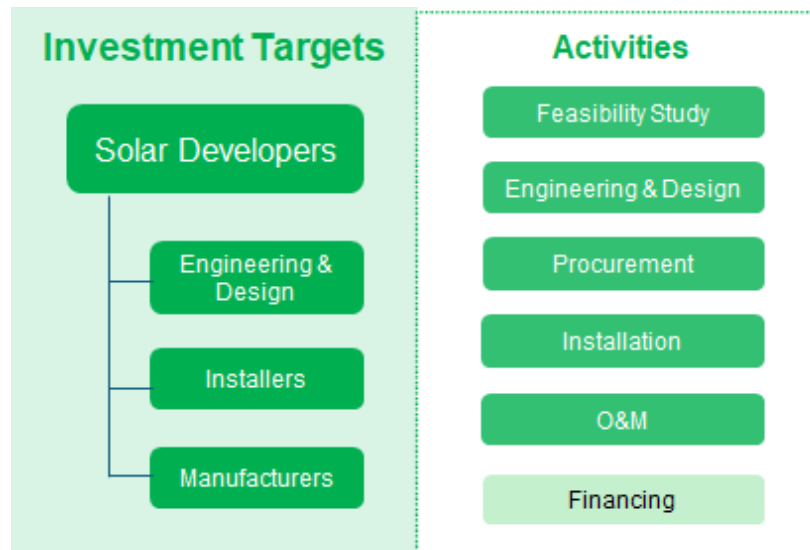 Investment Targets
Solar Developers
Engineering &
Design
Installers
Manufacturers
Activities
Feasibility Study
Engineering & Design
Procurement
Installation
O&M
Financing